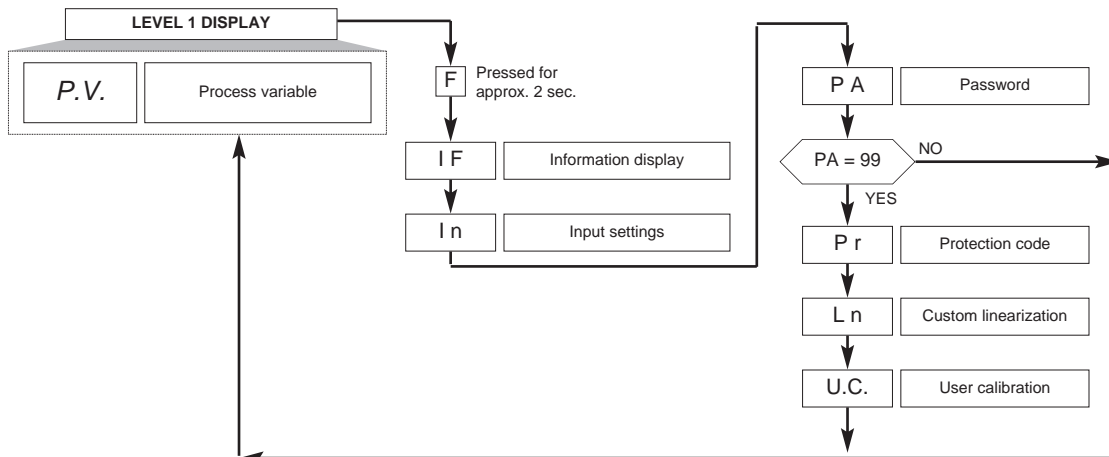 LEVEL 1 DISPLAY
P.V.
Process variable
F
Pressed for
approx. 2 sec.
I F
Information display
I n
Input settings
P A
Password
PA = 99
NO
YES
P r
Protection code
L n
Custom linearization
U.C.
User calibration